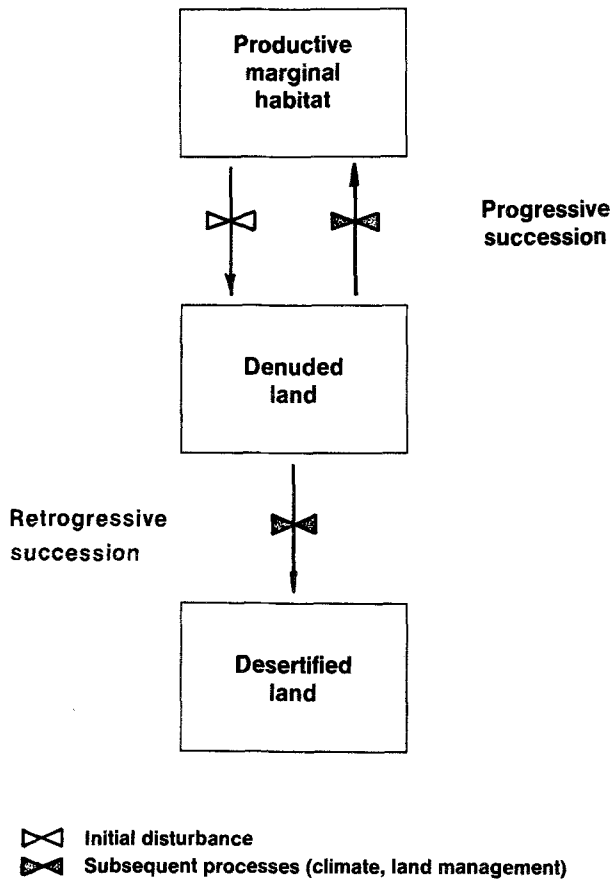 Productive
marginal
habitat
Progressive
succession
Denuded
land
Retrogressive
succession
Desertified
land
Initial disturbance
Subsequent processes (climate, land management)